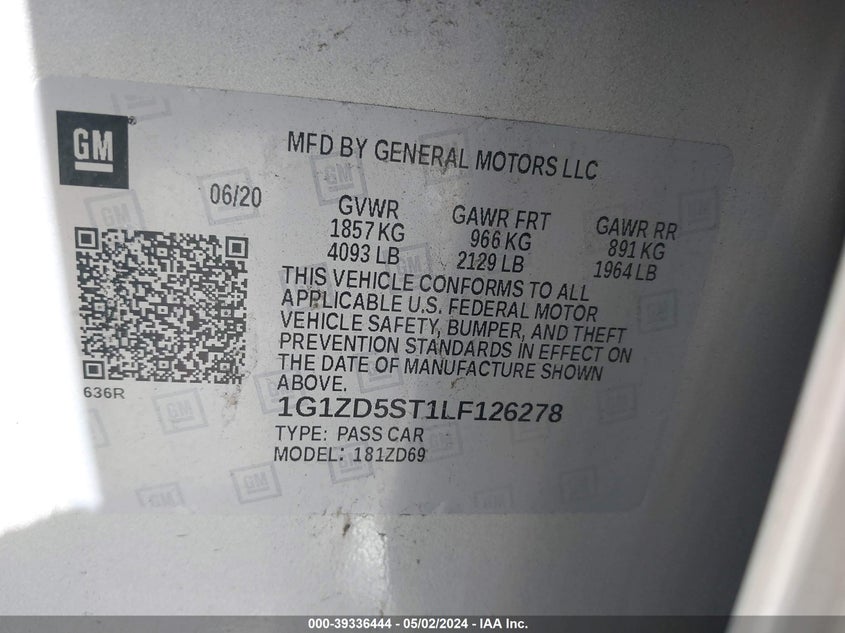 GM
MFD BY GENERAL MOTORS LLC
06/20
GVWR GAWR FRT GAWR RR
1857 KG 966 KG 891 KG
4093 LB 2129 LB 1964 LB
THIS VEHICLE CONFORMS TO ALL
APPLICABLE U.S. FEDERAL MOTOR
VEHICLE SAFETY, BUMPER, AND THEFT
PREVENTION STANDARDS IN EFFECT ON
THE DATE OF MANUFACTURE SHOWN
ABOVE.
636R
1G1ZD5ST1LF126278
TYPE: PASS CAR
MODEL: 181ZD69
000-39336444 - 05/02/2024 - IAA Inc.